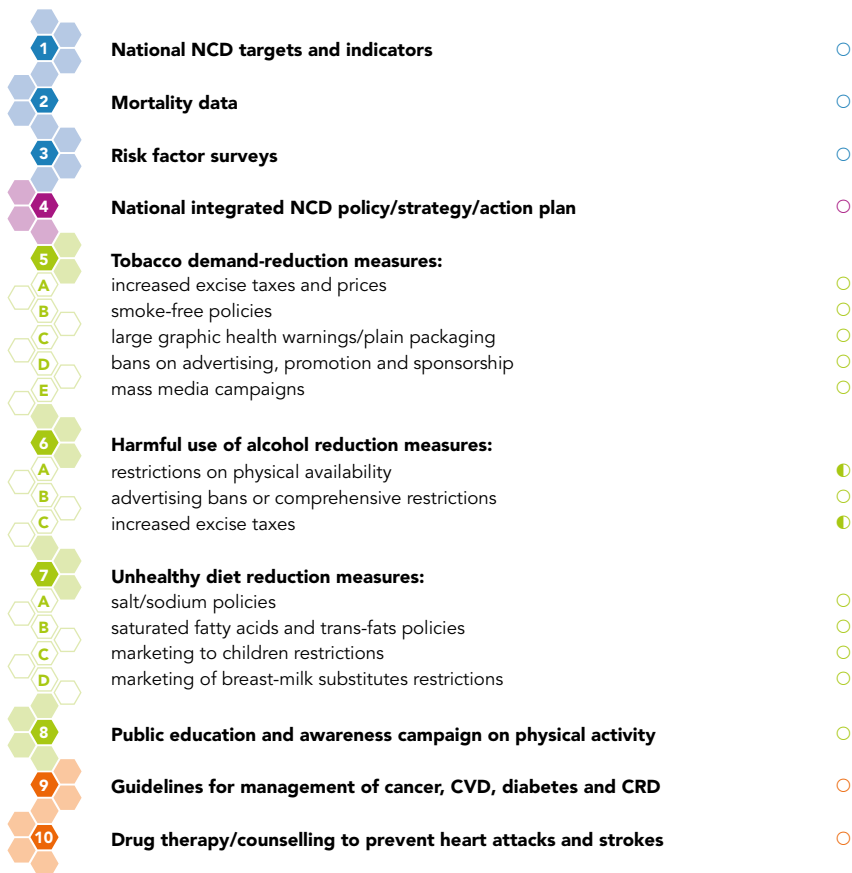 1 National NCD targets and indicators
2 Mortality data
3 Risk factor surveys
4 National integrated NCD policy/strategy/action plan
5 Tobacco demand-reduction measures:
A increased excise taxes and prices
B smoke-free policies
C large graphic health warnings/plain packaging
D bans on advertising, promotion and sponsorship
E mass media campaigns
6 Harmful use of alcohol reduction measures:
A restrictions on physical availability
B advertising bans or comprehensive restrictions
C increased excise taxes
7 Unhealthy diet reduction measures:
A salt/sodium policies
B saturated fatty acids and trans-fats policies
C marketing to children restrictions
D marketing of breast-milk substitutes restrictions
8 Public education and awareness campaign on physical activity
9 Guidelines for management of cancer, CVD, diabetes and CRD
10 Drug therapy/counselling to prevent heart attacks and strokes